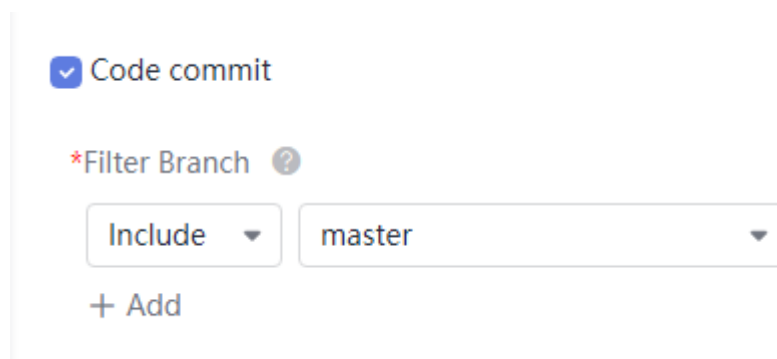 Code commit
*Filter Branch ?
Include master
+ Add